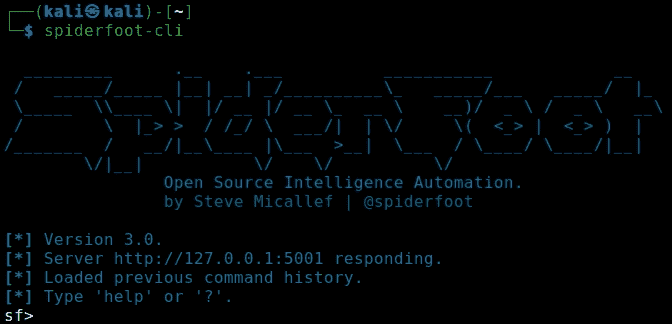 (kali㉿kali)-[~]
$ spiderfoot-cli
SpiderFoot
Open Source Intelligence Automation.
by Steve Micallef | @spiderfoot
[*] Version 3.0.
[*] Server http://127.0.0.1:5001 responding.
[*] Loaded previous command history.
[*] Type 'help' or '?'.
sf>